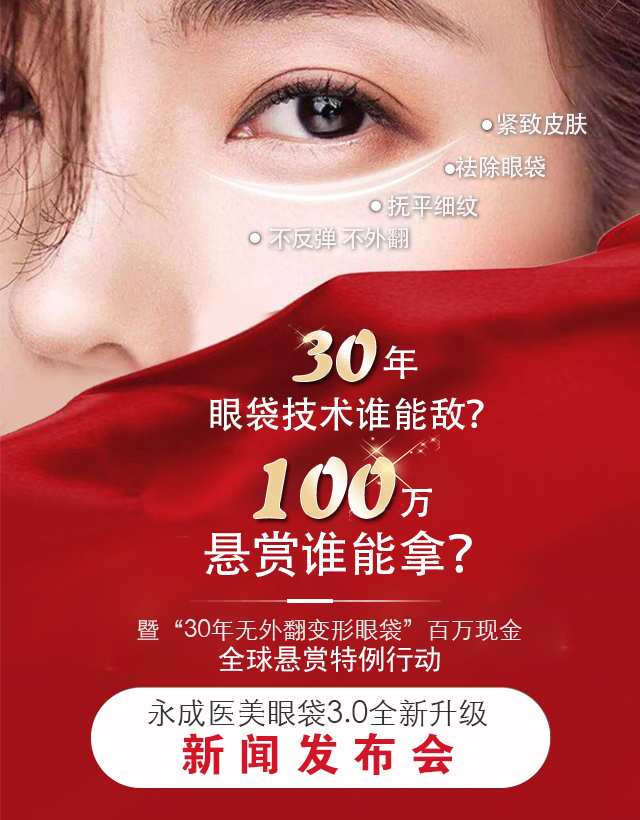 紧致皮肤
祛除眼袋
抚平细纹
不反弹 不外翻
30年
眼袋技术谁能敌?
100万
悬赏谁能拿?
暨“30年无外翻变形眼袋”百万现金
全球悬赏特例行动
永成医美眼袋3.0全新升级
新闻发布会